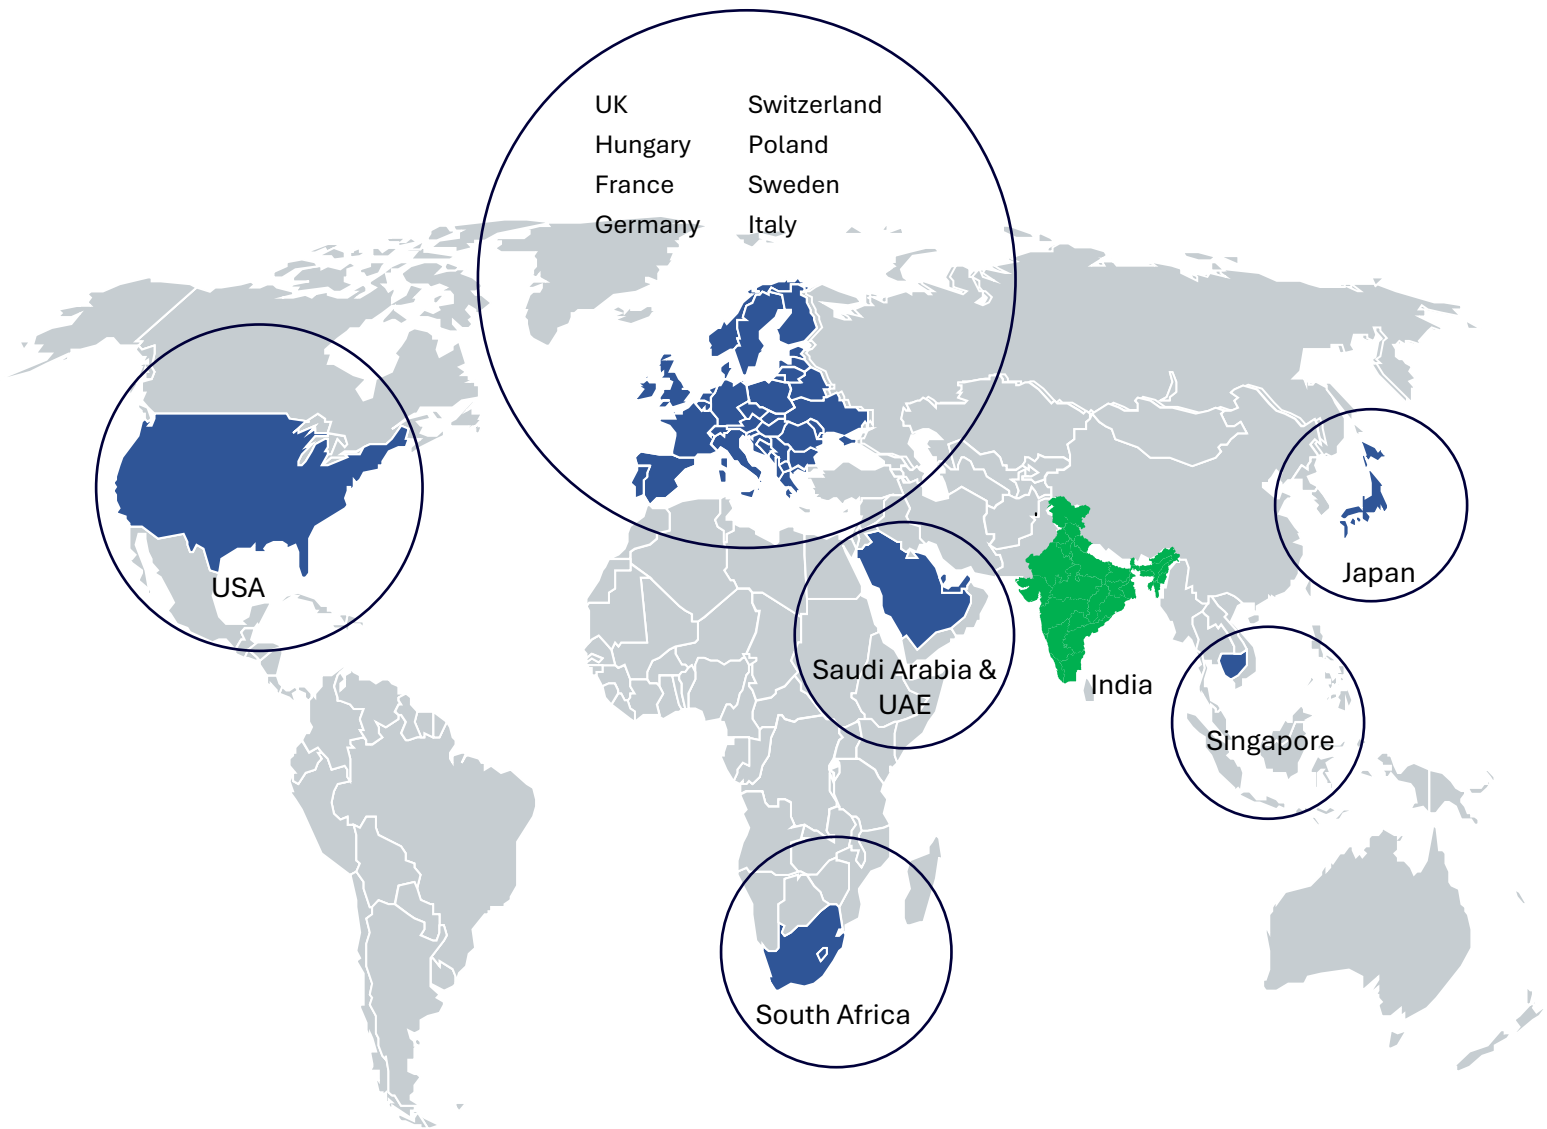 UK
Hungary
France
Germany
Switzerland
Poland
Sweden
Italy
USA
Saudi Arabia &
UAE
India
Japan
Singapore
South Africa